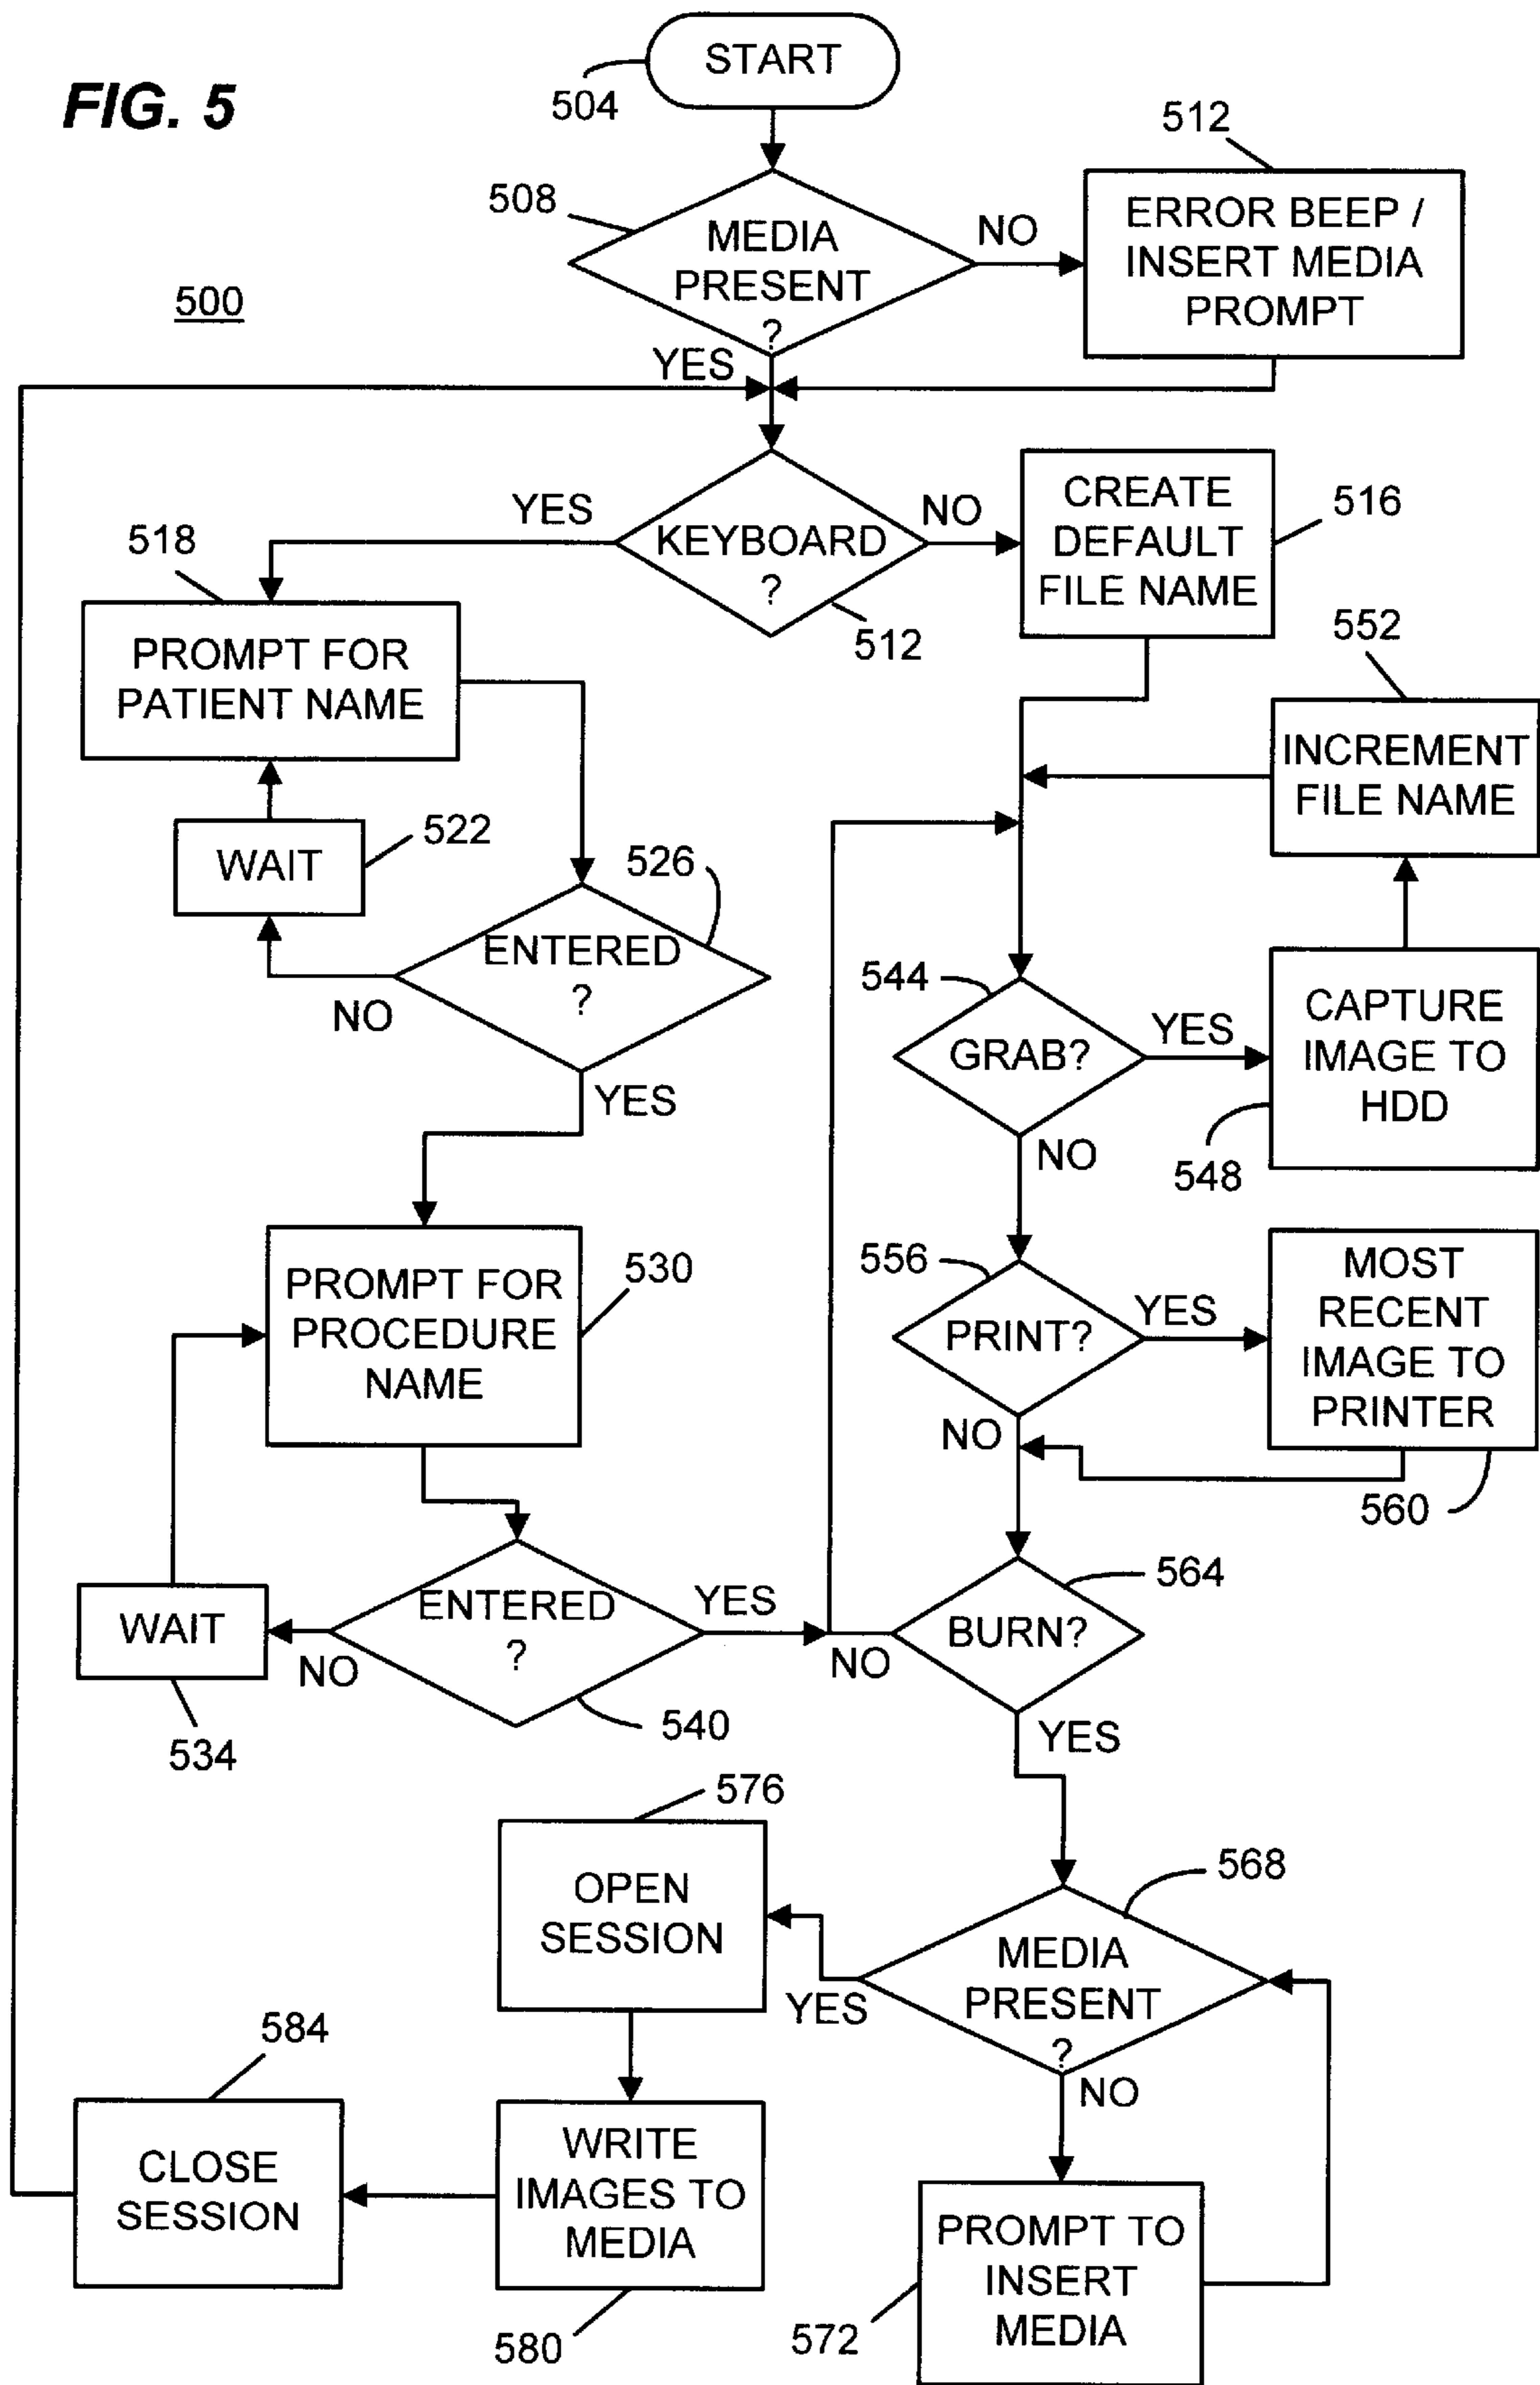 FIG. 5
START
504
512
508
MEDIA
PRESENT
?
NO
ERROR BEEP /
INSERT MEDIA
PROMPT
500
YES
YES
KEYBOARD
?
NO
512
CREATE
DEFAULT
FILE NAME
516
518
PROMPT FOR
PATIENT NAME
552
INCREMENT
FILE NAME
WAIT
522
526
ENTERED
?
NO
YES
544
GRAB?
YES
CAPTURE
IMAGE TO
HDD
548
NO
PROMPT FOR
PROCEDURE
NAME
530
556
PRINT?
YES
MOST
RECENT
IMAGE TO
PRINTER
NO
560
WAIT
534
NO
ENTERED
?
YES
540
NO
BURN?
564
YES
576
OPEN
SESSION
568
MEDIA
PRESENT
?
YES
NO
584
CLOSE
SESSION
WRITE
IMAGES TO
MEDIA
580
PROMPT TO
INSERT
MEDIA
572